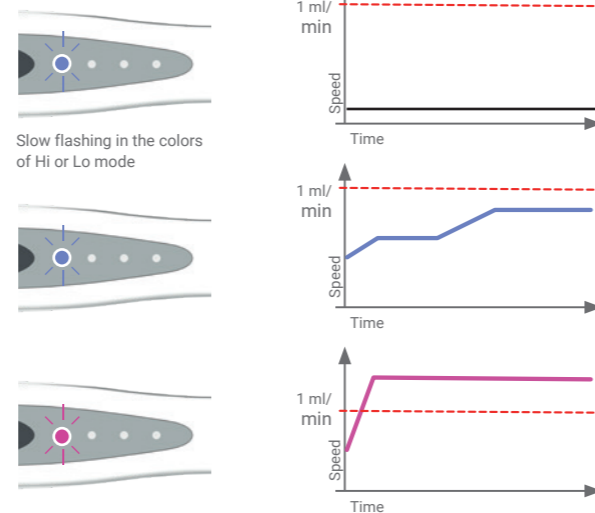 1 ml/
min
Speed
Time
Slow flashing in the colors
of Hi or Lo mode
1 ml/
min
Speed
Time
1 ml/
min
Speed
Time